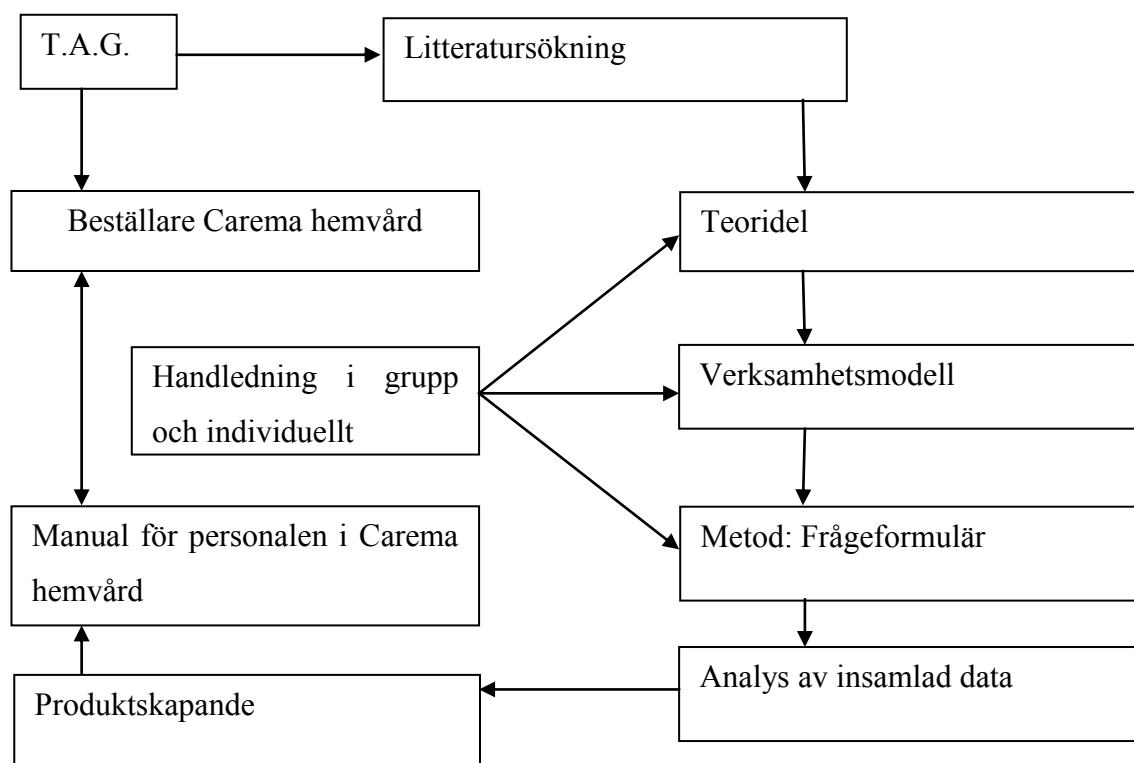 T.A.G.
Litteratursökning
Beställare Carema hemvård
Teoridel
Handledning i grupp
och individuellt
Verksamhetsmodell
Manual för personalen i Carema
hemvård
Metod: Frågeformulär
Produktskapande
Analys av insamlad data